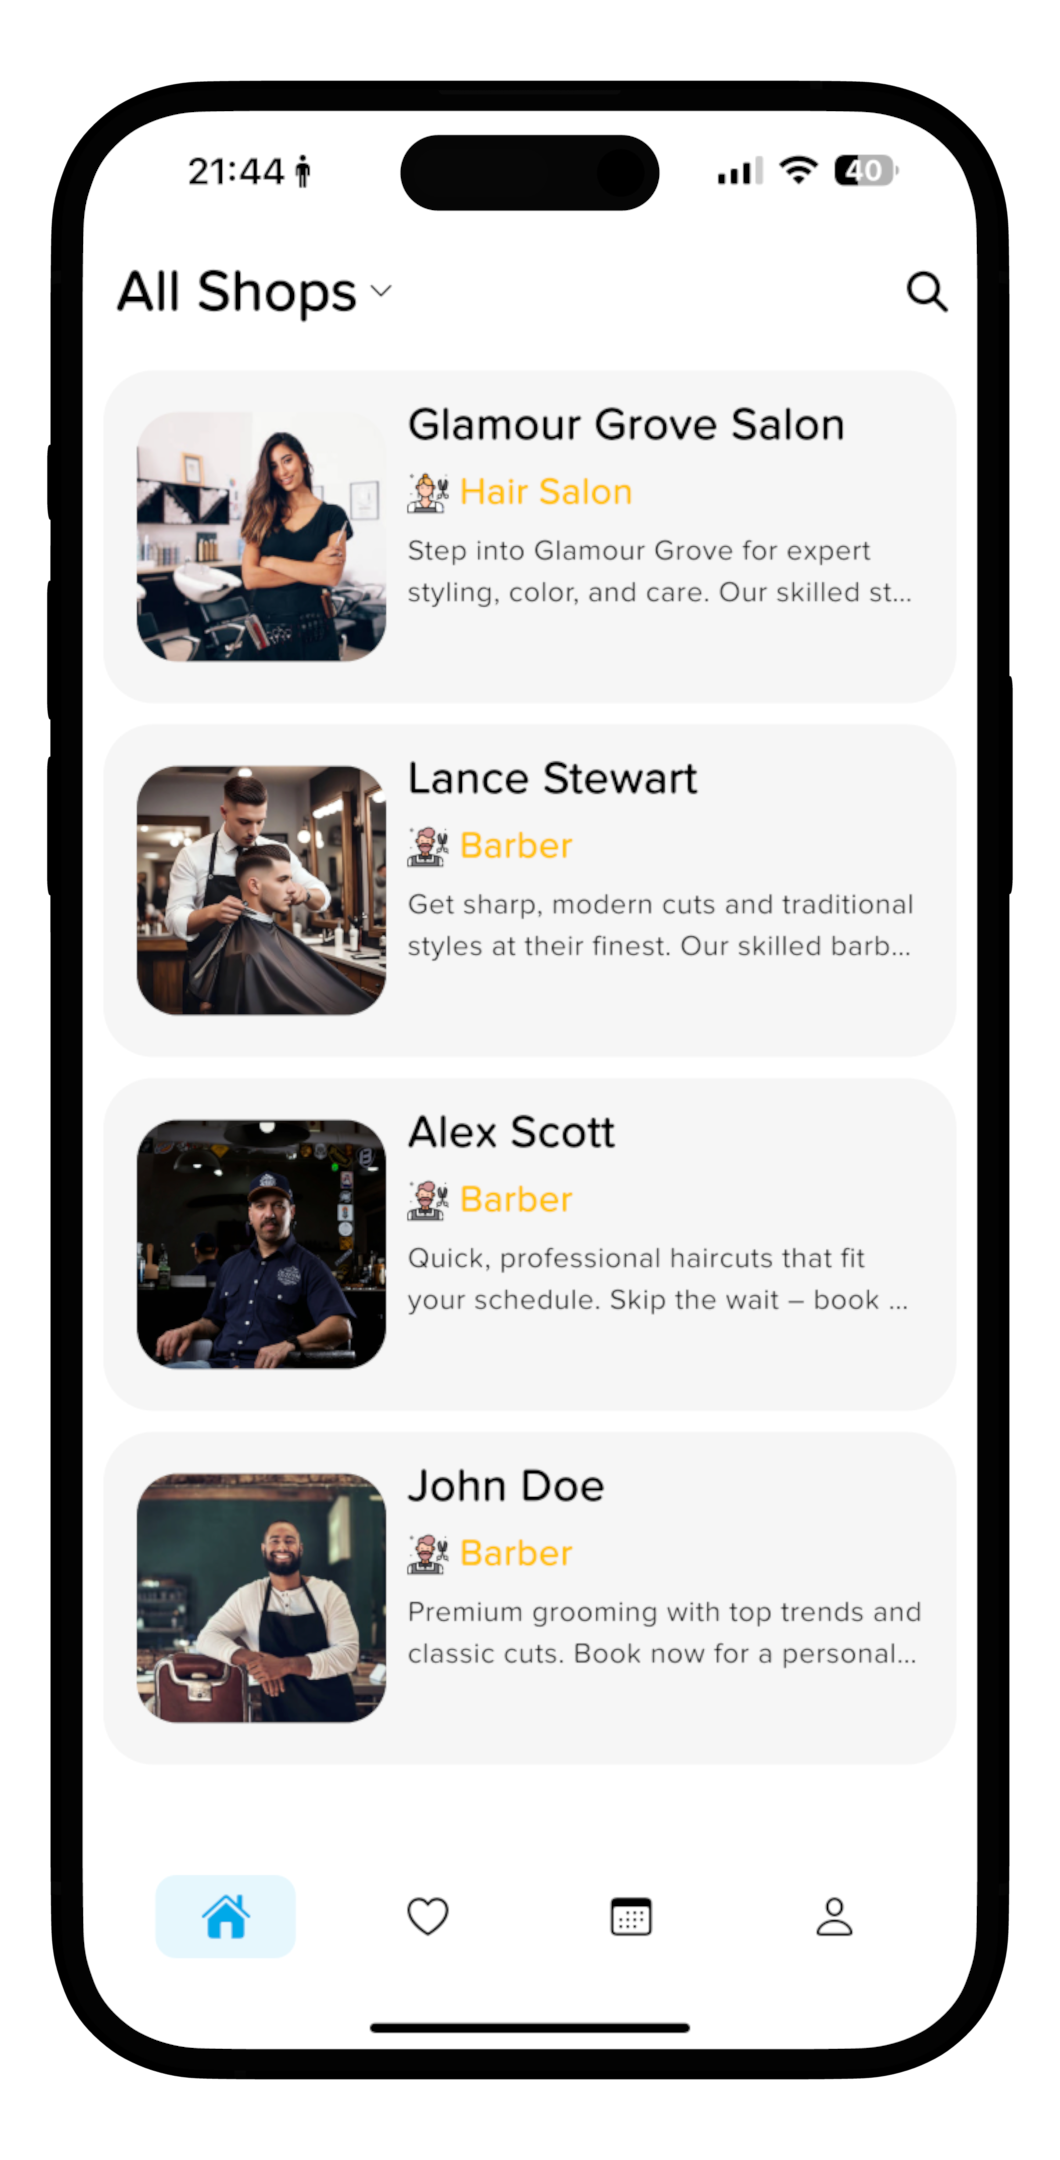 21:44
40
All Shops
Glamour Grove Salon
Hair Salon
Step into Glamour Grove for expert
styling, color, and care. Our skilled st...
Lance Stewart
Barber
Get sharp, modern cuts and traditional
styles at their finest. Our skilled barb...
Alex Scott
Barber
Quick, professional haircuts that fit
your schedule. Skip the wait – book ...
John Doe
Barber
Premium grooming with top trends and
classic cuts. Book now for a personal...